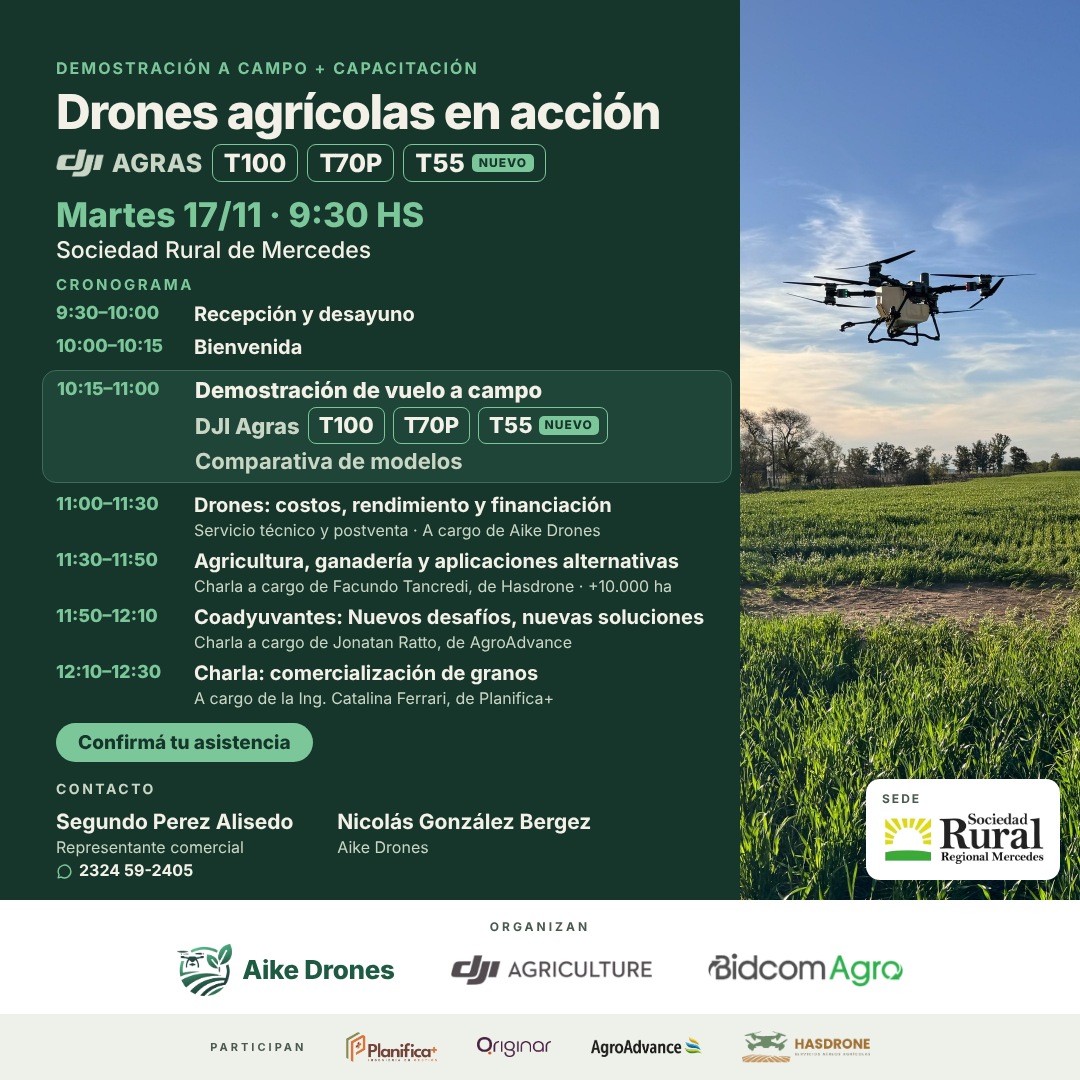 DEMOSTRACIÓN A CAMPO + CAPACITACIÓN
Drones agrícolas en acción
dji AGRAS T100 T70P T55 NUEVO
Martes 17/11 · 9:30 HS
Sociedad Rural de Mercedes
CRONOGRAMA
9:30–10:00 Recepción y desayuno
10:00–10:15 Bienvenida
10:15–11:00 Demostración de vuelo a campo
DJI Agras T100 T70P T55 NUEVO
Comparativa de modelos
11:00–11:30 Drones: costos, rendimiento y financiación
Servicio técnico y postventa · A cargo de Aike Drones
11:30–11:50 Agricultura, ganadería y aplicaciones alternativas
Charla a cargo de Facundo Tancredi, de Hasdrone · +10.000 ha
11:50–12:10 Coadyuvantes: Nuevos desafíos, nuevas soluciones
Charla a cargo de Jonatan Ratto, de AgroAdvance
12:10–12:30 Charla: comercialización de granos
A cargo de la Ing. Catalina Ferrari, de Planifica+
Confirmá tu asistencia
CONTACTO
Segundo Perez Alisedo
Representante comercial
2324 59-2405
Nicolás González Bergez
Aike Drones
SEDE
Sociedad
Rural
Regional Mercedes
ORGANIZAN
Aike Drones
dji AGRICULTURE
Bidcom Agro
PARTICIPAN
Planifica+
Originar
AgroAdvance
HASDRONE